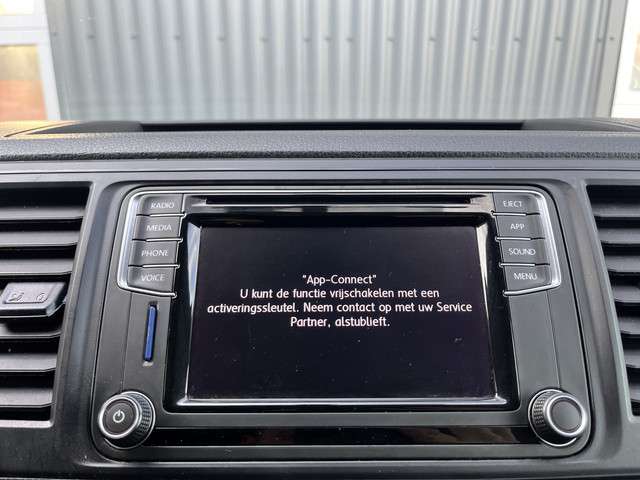 RADIO
MEDIA
PHONE
VOICE
EJECT
APP
SOUND
MENU
"App-Connect"
U kunt de functie vrijschakelen met een
activeringssleutel. Neem contact op met uw Service
Partner, alstublieft.